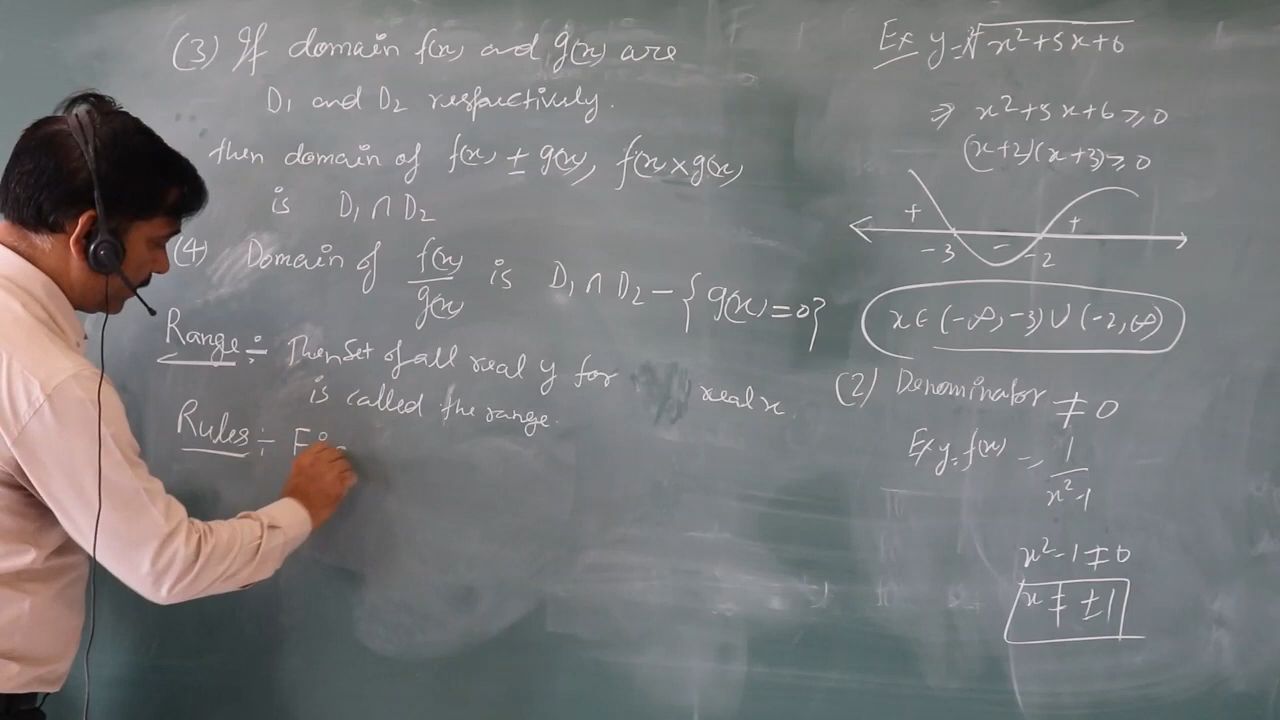 (3) If domain f(x) and g(x) are
D₁ and D₂ respactively.
then domain of f(x) ± g(x), f(x) × g(x),
is D₁ ∩ D₂
(4) Domain of f(x)/g(x) is D₁ ∩ D₂ - {g(x) = 0}
Range :- Then Set of all real y for real x.
is called the range.
Rules :- Fin
Ex y = √x²+5x+6
⇒ x²+5x+6 ≥ 0
(x+2)(x+3) ≥ 0
+ - +
-3 -2
x ∈ (-∞, -3) ∪ (-2, ∞)
(2) Denominator ≠ 0
Ex y = f(x) = 1/x²-1
x²-1 ≠ 0
x ≠ ±1